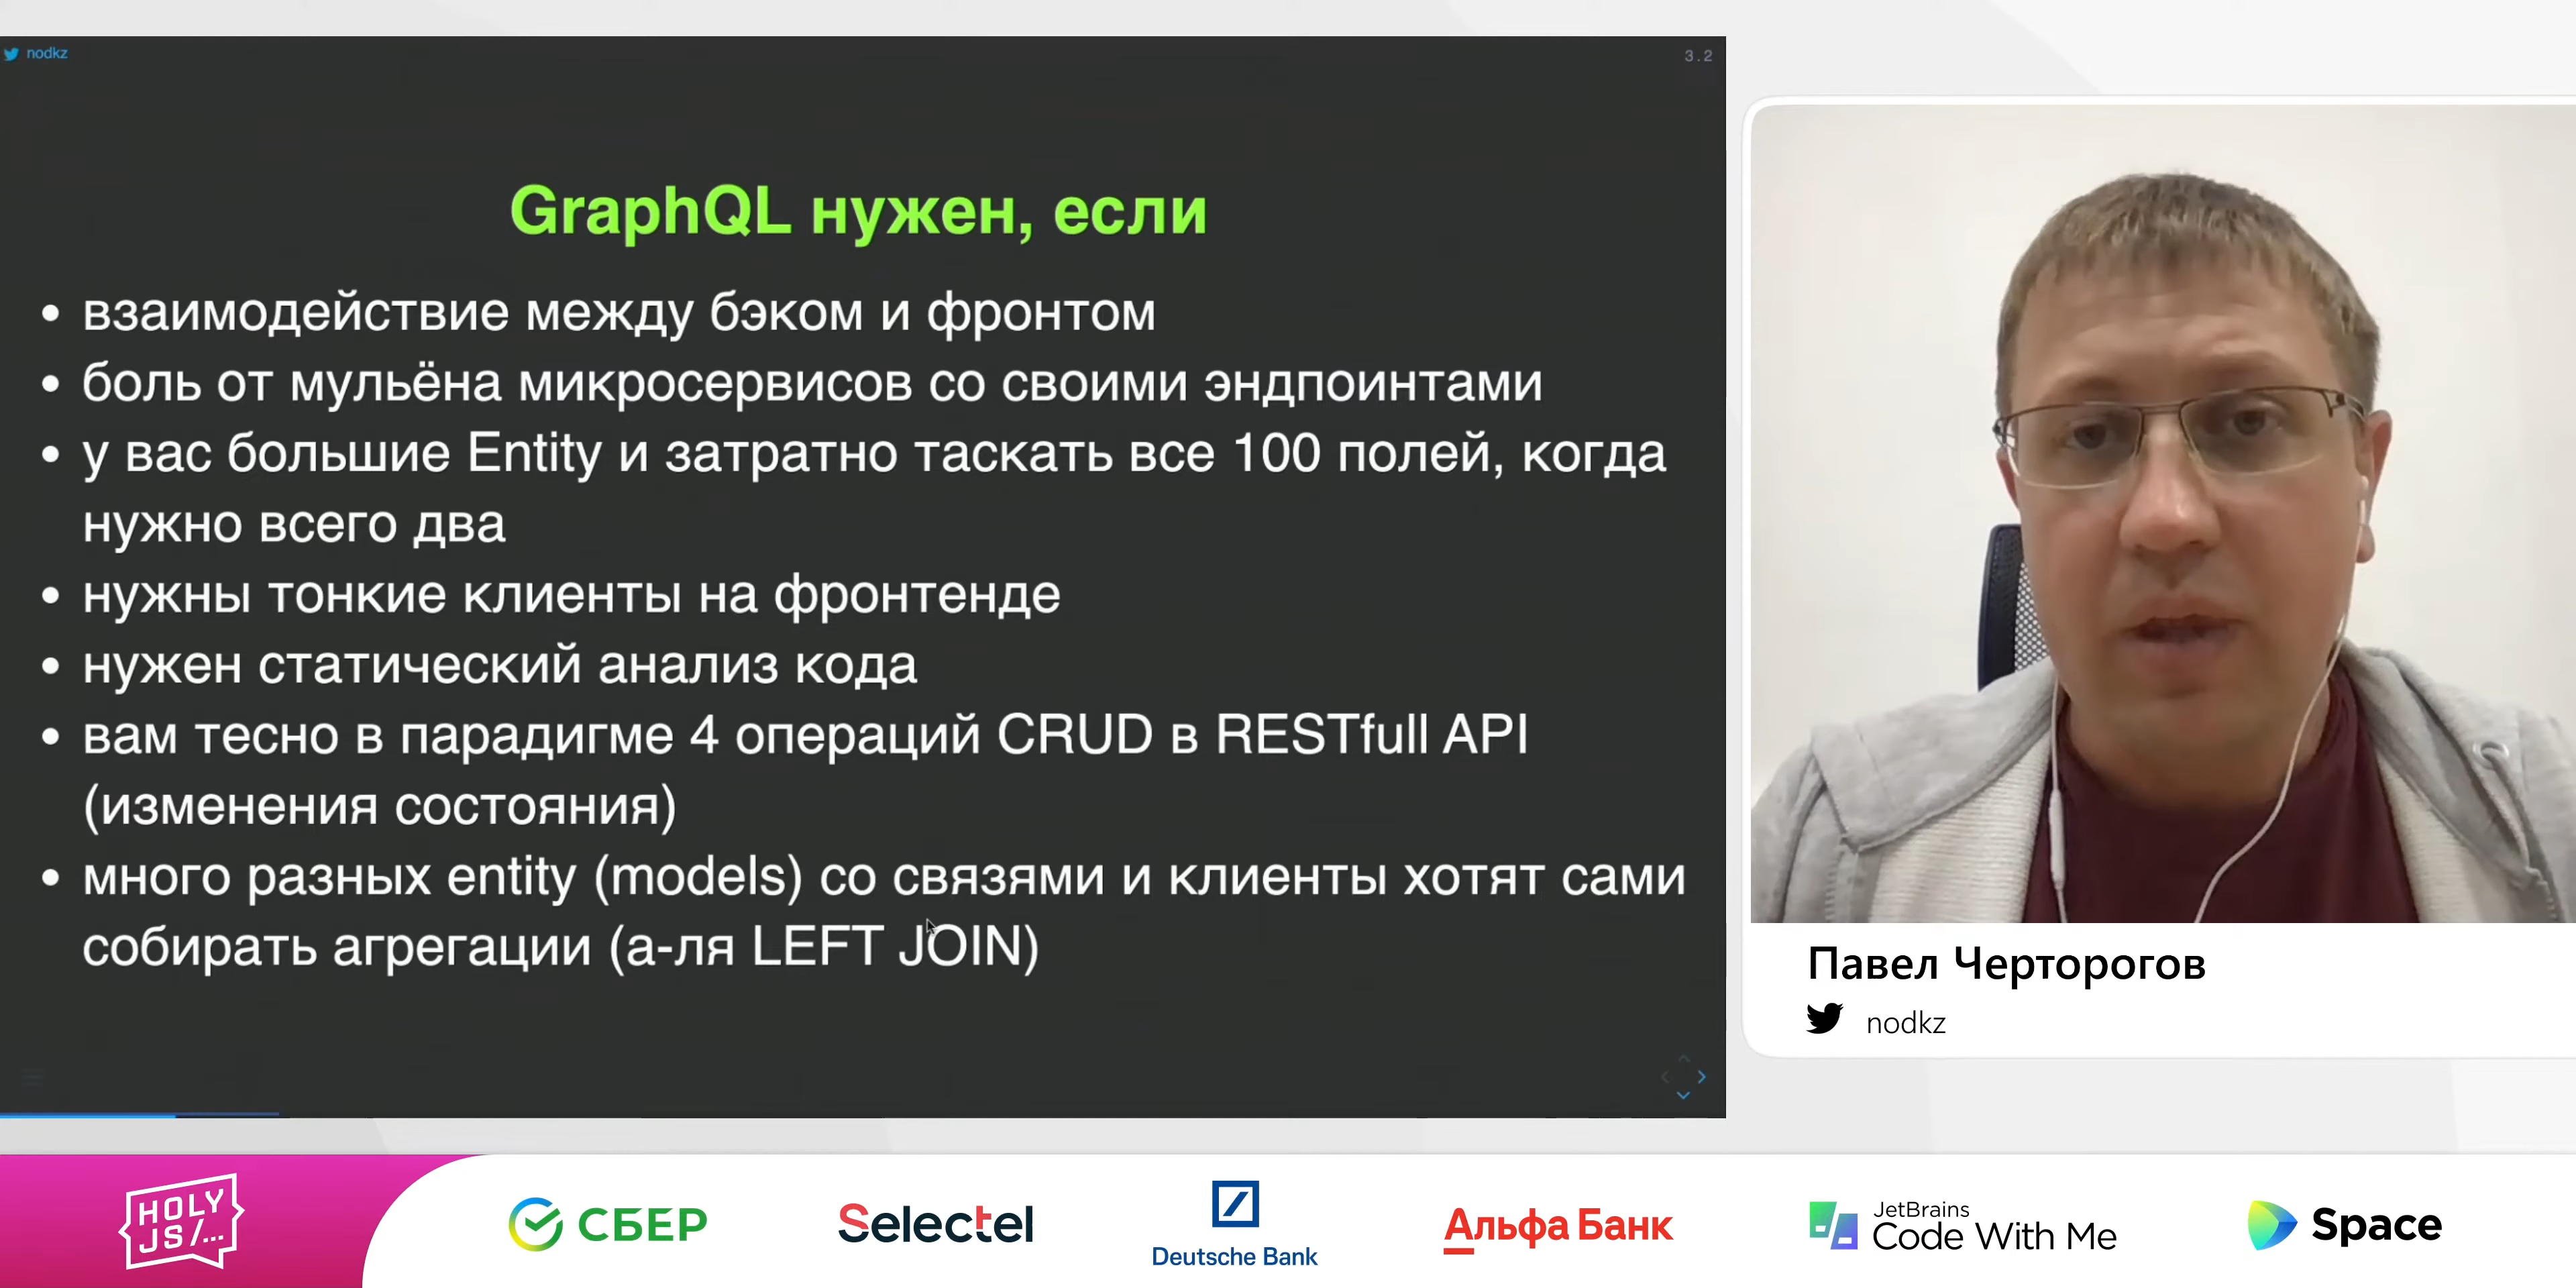 nodkz
3.2
GraphQL нужен, если
• взаимодействие между бэком и фронтом
• боль от мульёна микросервисов со своими эндпоинтами
• у вас большие Entity и затратно таскать все 100 полей, когда
нужно всего два
• нужны тонкие клиенты на фронтенде
• нужен статический анализ кода
• вам тесно в парадигме 4 операций CRUD в RESTfull API
(изменения состояния)
• много разных entity (models) со связями и клиенты хотят сами
собирать агрегации (а-ля LEFT JOIN)
Павел Черторогов
nodkz
HOLY
JS/...
СБЕР
Selectel
Deutsche Bank
Альфа Банк
JetBrains
Code With Me
Space